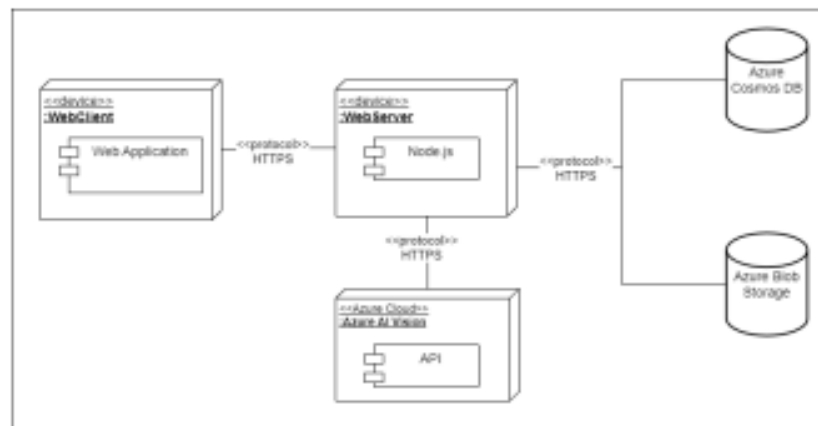 <<device>>
:WebClient
Web Application
<<protocol>>
HTTPS
<<device>>
:WebServer
Node.js
<<protocol>>
HTTPS
Azure
Cosmos DB
<<protocol>>
HTTPS
<<Azure Cloud>>
:Azure AI Vision
API
Azure Blob
Storage